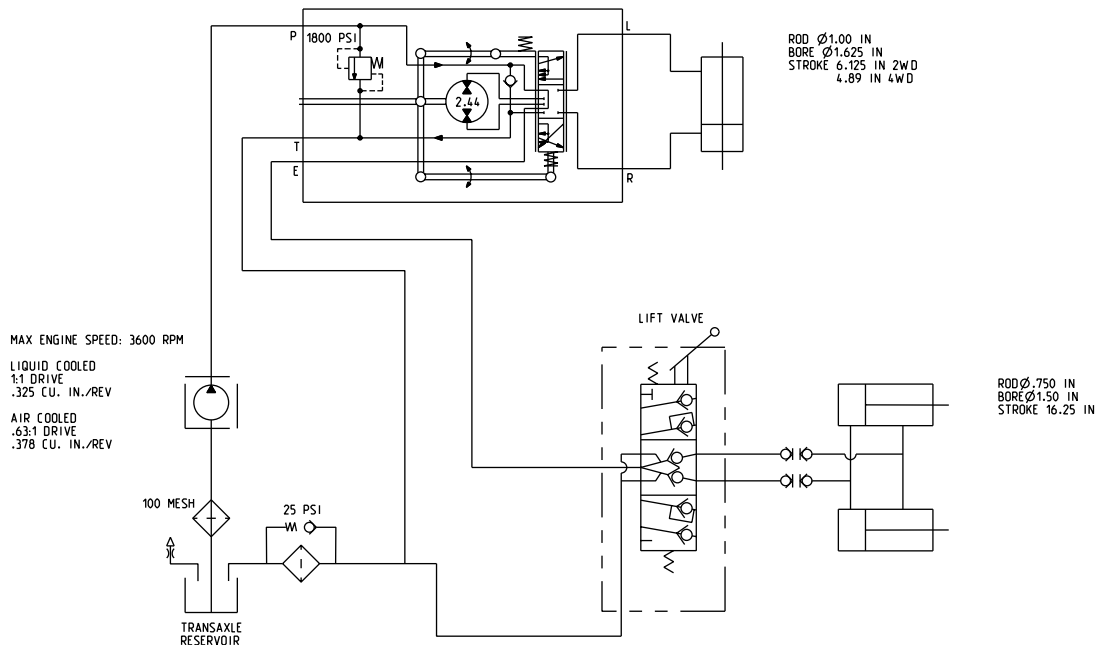 P
1800 PSI
L
2.44
T
E
R
ROD Ø1.00 IN
BORE Ø1.625 IN
STROKE 6.125 IN 2WD
4.89 IN 4WD
MAX ENGINE SPEED: 3600 RPM
LIQUID COOLED
1:1 DRIVE
.325 CU. IN./REV
AIR COOLED
.63:1 DRIVE
.378 CU. IN./REV
LIFT VALVE
RODØ.750 IN
BOREØ1.50 IN
STROKE 16.25 IN
100 MESH
25 PSI
TRANSAXLE
RESERVOIR